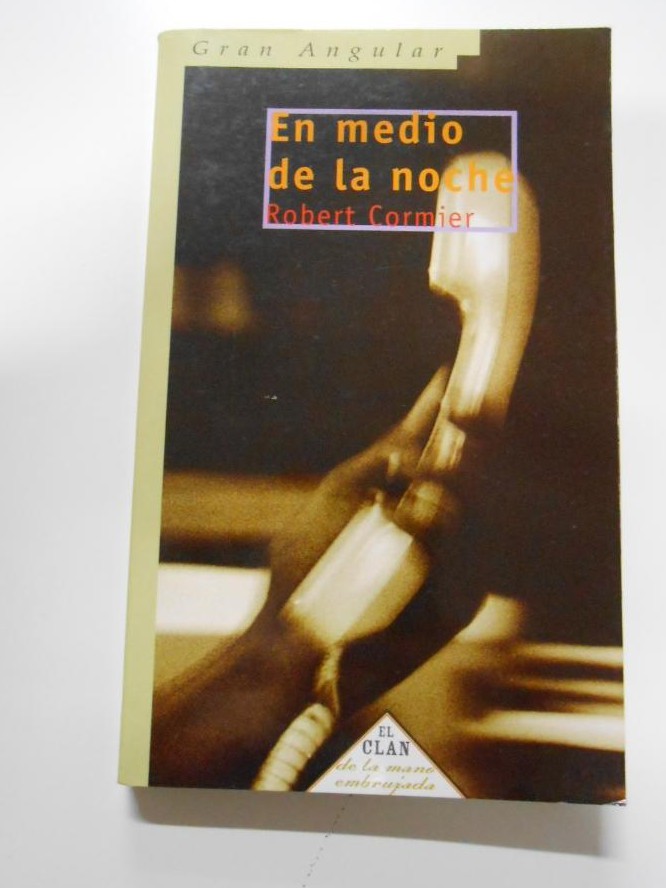 Gran Angular
En medio
de la noche
Robert Cormier
EL
CLAN
de la mano
embrujada